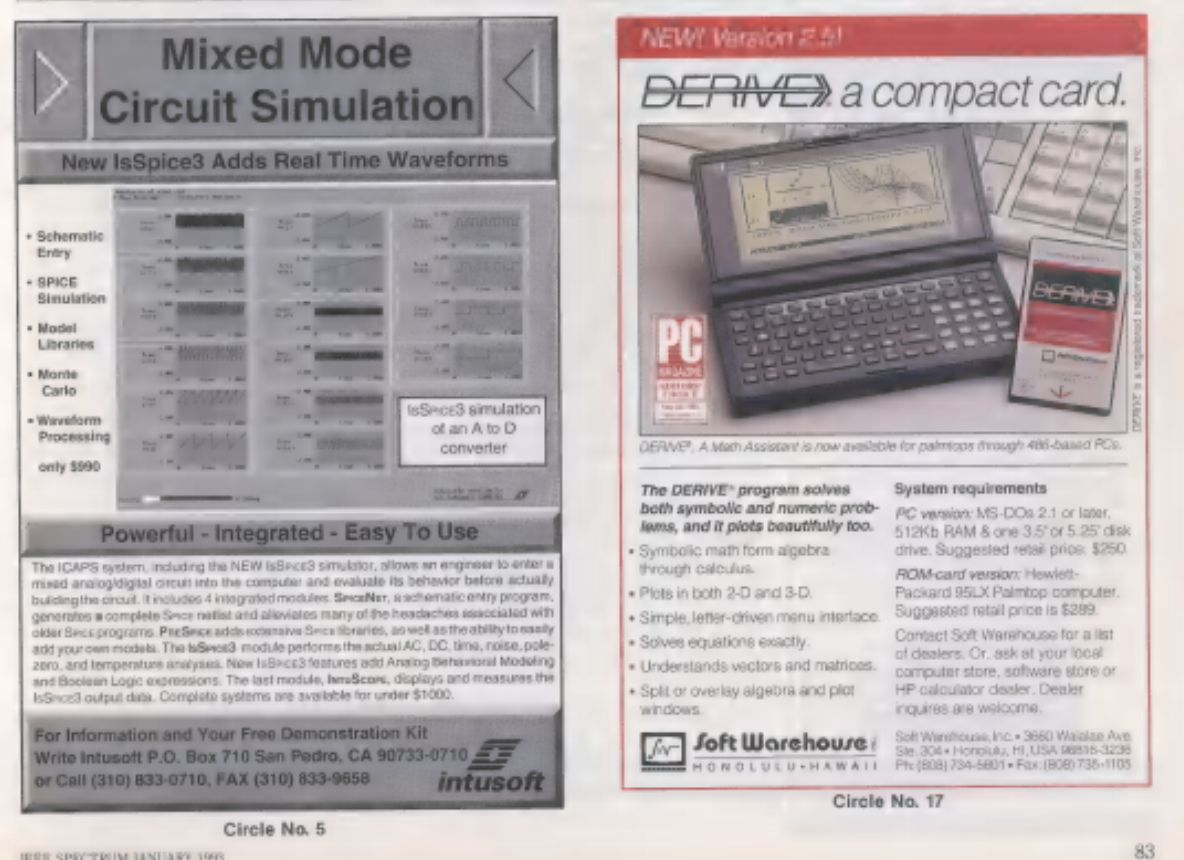 Mixed Mode
Circuit Simulation
New IsSpice3 Adds Real Time Waveforms
• Schematic
Entry
• SPICE
Simulation
• Model
Libraries
• Monte
Carlo
• Waveform
Processing
only $990
IsSPICE3 simulation
of an A to D
converter
Powerful - Integrated - Easy To Use
The ICAPS system, including the NEW IsSPICE3 simulator, allows an engineer to enter a
mixed analog/digital circuit into the computer and evaluate its behavior before actually
building the circuit. It includes 4 integrated modules. SPICENET, a schematic entry program,
generates a complete SPICE netlist and alleviates many of the headaches associated with
older SPICE programs. PRESPICE adds extensive SPICE libraries, as well as the ability to easily
add your own models. The IsSPICE3 module performs the actual AC, DC, time, noise, pole-
zero, and temperature analyses. New IsSPICE3 features add Analog Behavioral Modeling
and Boolean Logic expressions. The last module, INTUSCOPE, displays and measures the
IsSPICE3 output data. Complete systems are available for under $1000.
For Information and Your Free Demonstration Kit
Write Intusoft P.O. Box 710 San Pedro, CA 90733-0710
or Call (310) 833-0710, FAX (310) 833-9658
intusoft
Circle No. 5
IEEE SPECTRUM JANUARY 1993
NEW! Version 2.5!
DERIVE® a compact card.
DERIVE
Soft Warehouse
PC
MAGAZINE
DERIVE is a registered trademark of Soft Warehouse, Inc.
DERIVE®, A Math Assistant is now available for palmtops through 486-based PCs.
The DERIVE® program solves
both symbolic and numeric prob-
lems, and it plots beautifully too.
• Symbolic math form algebra
through calculus.
• Plots in both 2-D and 3-D.
• Simple, letter-driven menu interface.
• Solves equations exactly.
• Understands vectors and matrices.
• Split or overlay algebra and plot
windows.
System requirements
PC version: MS-DOs 2.1 or later,
512Kb RAM & one 3.5" or 5.25" disk
drive. Suggested retail price: $250.
ROM-card version: Hewlett-
Packard 95LX Palmtop computer.
Suggested retail price is $289.
Contact Soft Warehouse for a list
of dealers. Or, ask at your local
computer store, software store or
HP calculator dealer. Dealer
inquires are welcome.
Soft Warehouse
HONOLULU • HAWAII
Soft Warehouse, Inc. • 3660 Waialae Ave.
Ste. 304 • Honolulu, HI, USA 96816-3236
Ph: (808) 734-5801 • Fax: (808) 735-1105
Circle No. 17
83